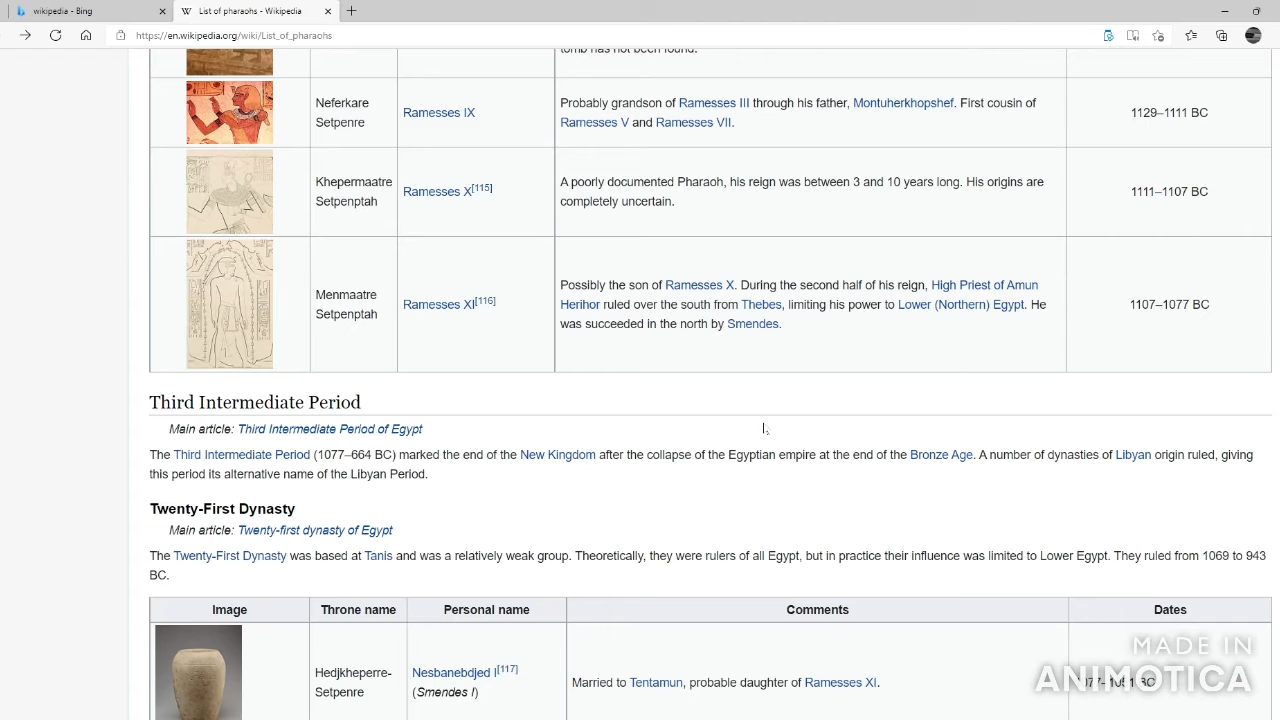 wikipedia - Bing
List of pharaohs - Wikipedia
https://en.wikipedia.org/wiki/List_of_pharaohs
tomb has not been found.
Neferkare
Setpenre
Ramesses IX
Probably grandson of Ramesses III through his father, Montuherkhopshef. First cousin of
Ramesses V and Ramesses VII.
1129–1111 BC
Khepermaatre
Setpenptah
Ramesses X[115]
A poorly documented Pharaoh, his reign was between 3 and 10 years long. His origins are
completely uncertain.
1111–1107 BC
Menmaatre
Setpenptah
Ramesses XI[116]
Possibly the son of Ramesses X. During the second half of his reign, High Priest of Amun
Herihor ruled over the south from Thebes, limiting his power to Lower (Northern) Egypt. He
was succeeded in the north by Smendes.
1107–1077 BC
Third Intermediate Period
Main article: Third Intermediate Period of Egypt
The Third Intermediate Period (1077–664 BC) marked the end of the New Kingdom after the collapse of the Egyptian empire at the end of the Bronze Age. A number of dynasties of Libyan origin ruled, giving
this period its alternative name of the Libyan Period.
Twenty-First Dynasty
Main article: Twenty-first dynasty of Egypt
The Twenty-First Dynasty was based at Tanis and was a relatively weak group. Theoretically, they were rulers of all Egypt, but in practice their influence was limited to Lower Egypt. They ruled from 1069 to 943
BC.
Image Throne name Personal name Comments Dates
Hedjkheperre-
Setpenre
Nesbanebdjed I[117]
(Smendes I)
Married to Tentamun, probable daughter of Ramesses XI.
MADE IN
ANIMOTICA